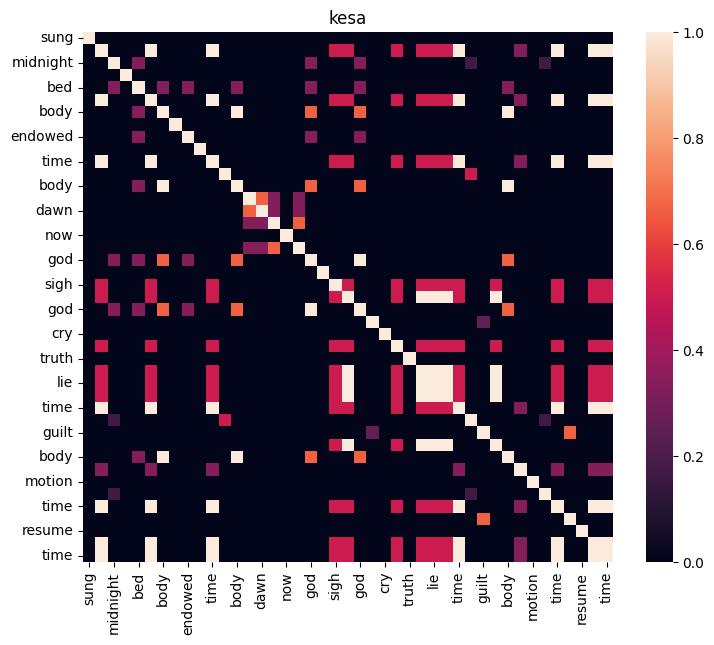 kesa
sung
midnight
bed
body
endowed
time
body
dawn
now
god
sigh
god
cry
truth
lie
time
guilt
body
motion
time
resume
time
1.0
0.8
0.6
0.4
0.2
0.0
sung midnight bed body endowed time body dawn now god sigh god cry truth lie time guilt body motion time resume time